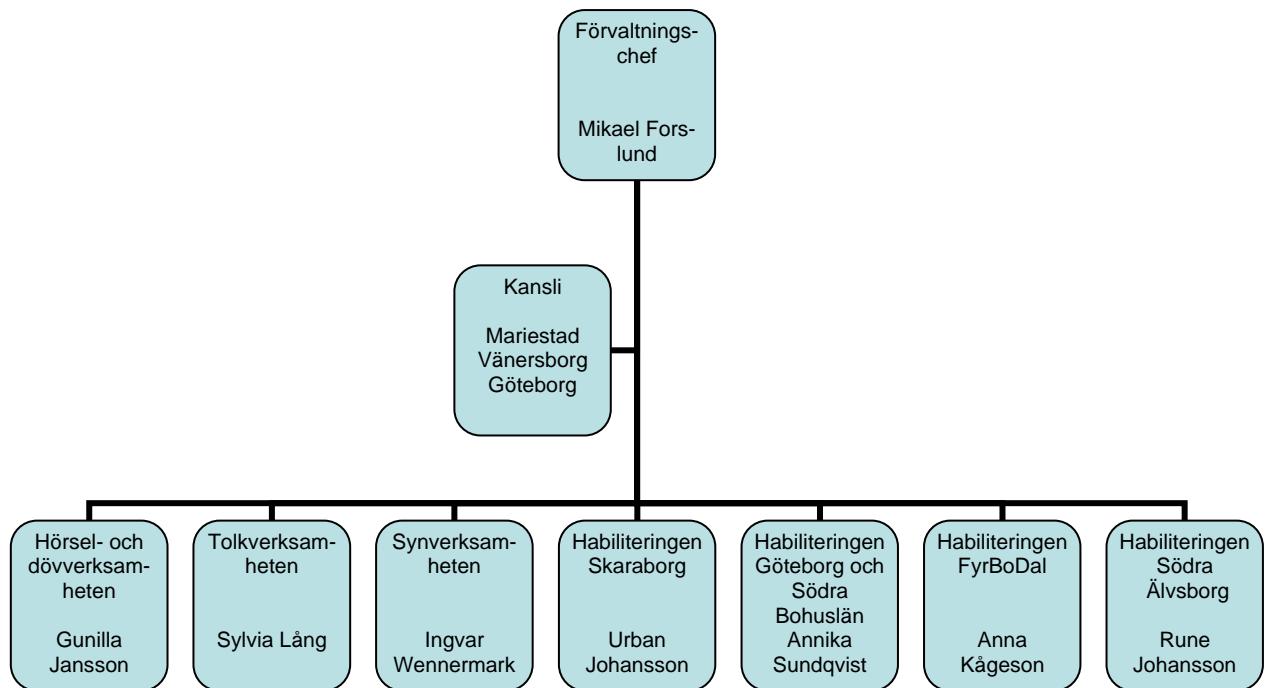 Förvaltnings-
chef
Mikael Fors-
lund
Kansli
Mariestad
Vänersborg
Göteborg
Hörsel- och
dövverksam-
heten
Gunilla
Jansson
Tolkverksam-
heten
Sylvia Lång
Synverksam-
heten
Ingvar
Wennermark
Habiliteringen
Skaraborg
Urban
Johansson
Habiliteringen
Göteborg och
Södra
Bohuslän
Annika
Sundqvist
Habiliteringen
FyrBoDal
Anna
Kågeson
Habiliteringen
Södra
Älvsborg
Rune
Johansson